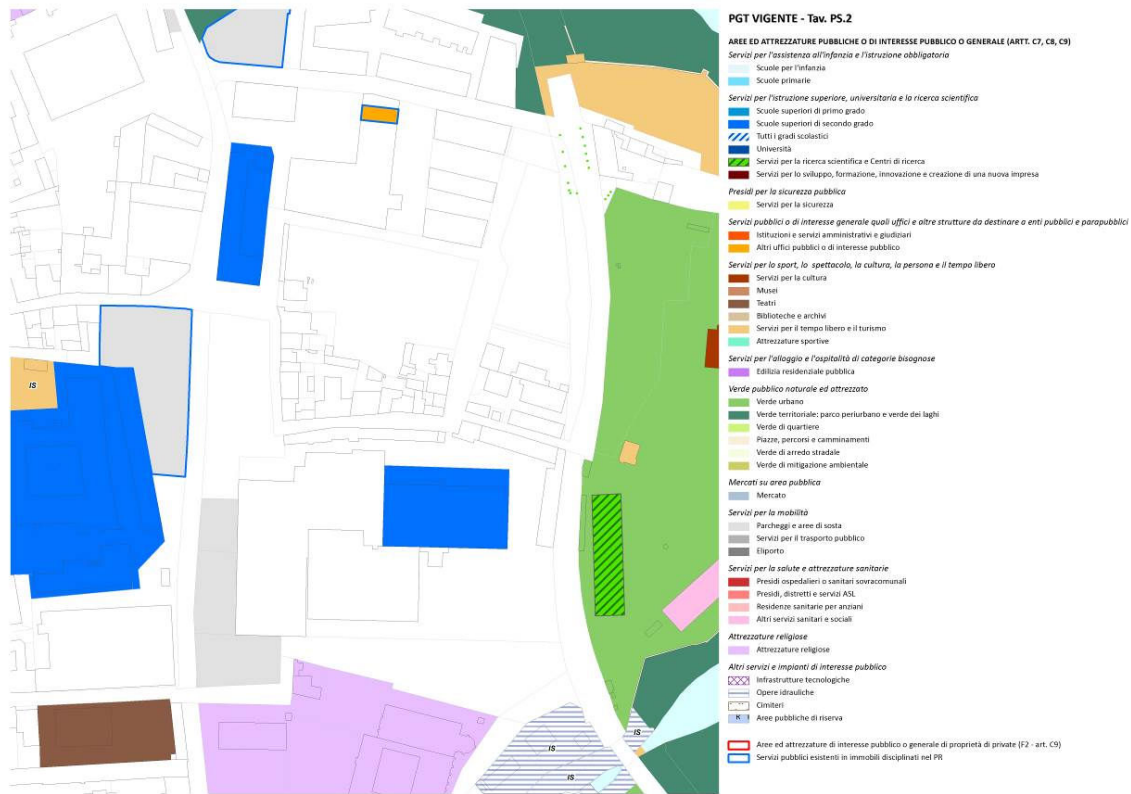 PGT VIGENTE - Tav. PS.2
AREE ED ATTREZZATURE PUBBLICHE O DI INTERESSE PUBBLICO O GENERALE (ARTT. C7, C8, C9)
Servizi per l'assistenza all'infanzia e l'istruzione obbligatoria
Scuole per l'infanzia
Scuole primarie
Servizi per l'istruzione superiore, universitaria e la ricerca scientifica
Scuole superiori di primo grado
Scuole superiori di secondo grado
Tutti i gradi scolastici
Università
Servizi per la ricerca scientifica e Centri di ricerca
Servizi per lo sviluppo, formazione, innovazione e creazione di una nuova impresa
Presidi per la sicurezza pubblica
Servizi per la sicurezza
Servizi pubblici o di interesse generale quali uffici e altre strutture da destinare a enti pubblici e parapubblici
Istituzioni e servizi amministrativi e giudiziari
Altri uffici pubblici o di interesse pubblico
Servizi per lo sport, lo spettacolo, la cultura, la persona e il tempo libero
Servizi per la cultura
Musei
Teatri
Biblioteche e archivi
Servizi per il tempo libero e il turismo
Attrezzature sportive
Servizi per l'alloggio e l'ospitalità di categorie bisognose
Edilizia residenziale pubblica
Verde pubblico naturale ed attrezzato
Verde urbano
Verde territoriale: parco periurbano e verde dei laghi
Verde di quartiere
Piazze, percorsi e camminamenti
Verde di arredo stradale
Verde di mitigazione ambientale
Mercati su area pubblica
Mercato
Servizi per la mobilità
Parcheggi e aree di sosta
Servizi per il trasporto pubblico
Eliporto
Servizi per la salute e attrezzature sanitarie
Presidi ospedalieri o sanitari sovracomunali
Presidi, distretti e servizi ASL
Residenze sanitarie per anziani
Altri servizi sanitari e sociali
Attrezzature religiose
Attrezzature religiose
Altri servizi e impianti di interesse pubblico
Infrastrutture tecnologiche
Opere idrauliche
Cimiteri
Aree pubbliche di riserva
Aree ed attrezzature di interesse pubblico o generale di proprietà di private (F2 - art. C9)
Servizi pubblici esistenti in immobili disciplinati nel PR
IS
IS
IS
IS